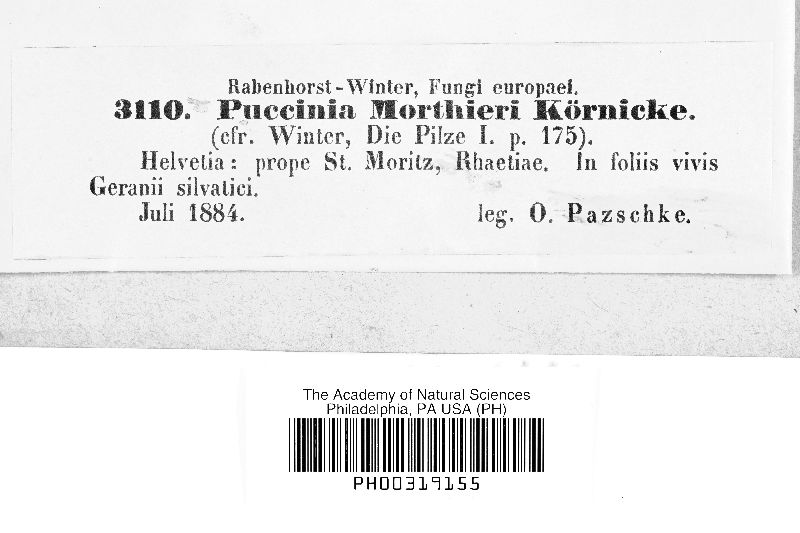 Rabenhorst-Winter, Fungi europaei.
3110. Puccinia Morthieri Körnicke.
(cfr. Winter, Die Pilze I. p. 175).
Helvetia: prope St. Moritz, Rhaetiae. In foliis vivis
Geranii silvatici.
Juli 1884. leg. O. Pazschke.
The Academy of Natural Sciences
Philadelphia, PA USA (PH)
PH00319155